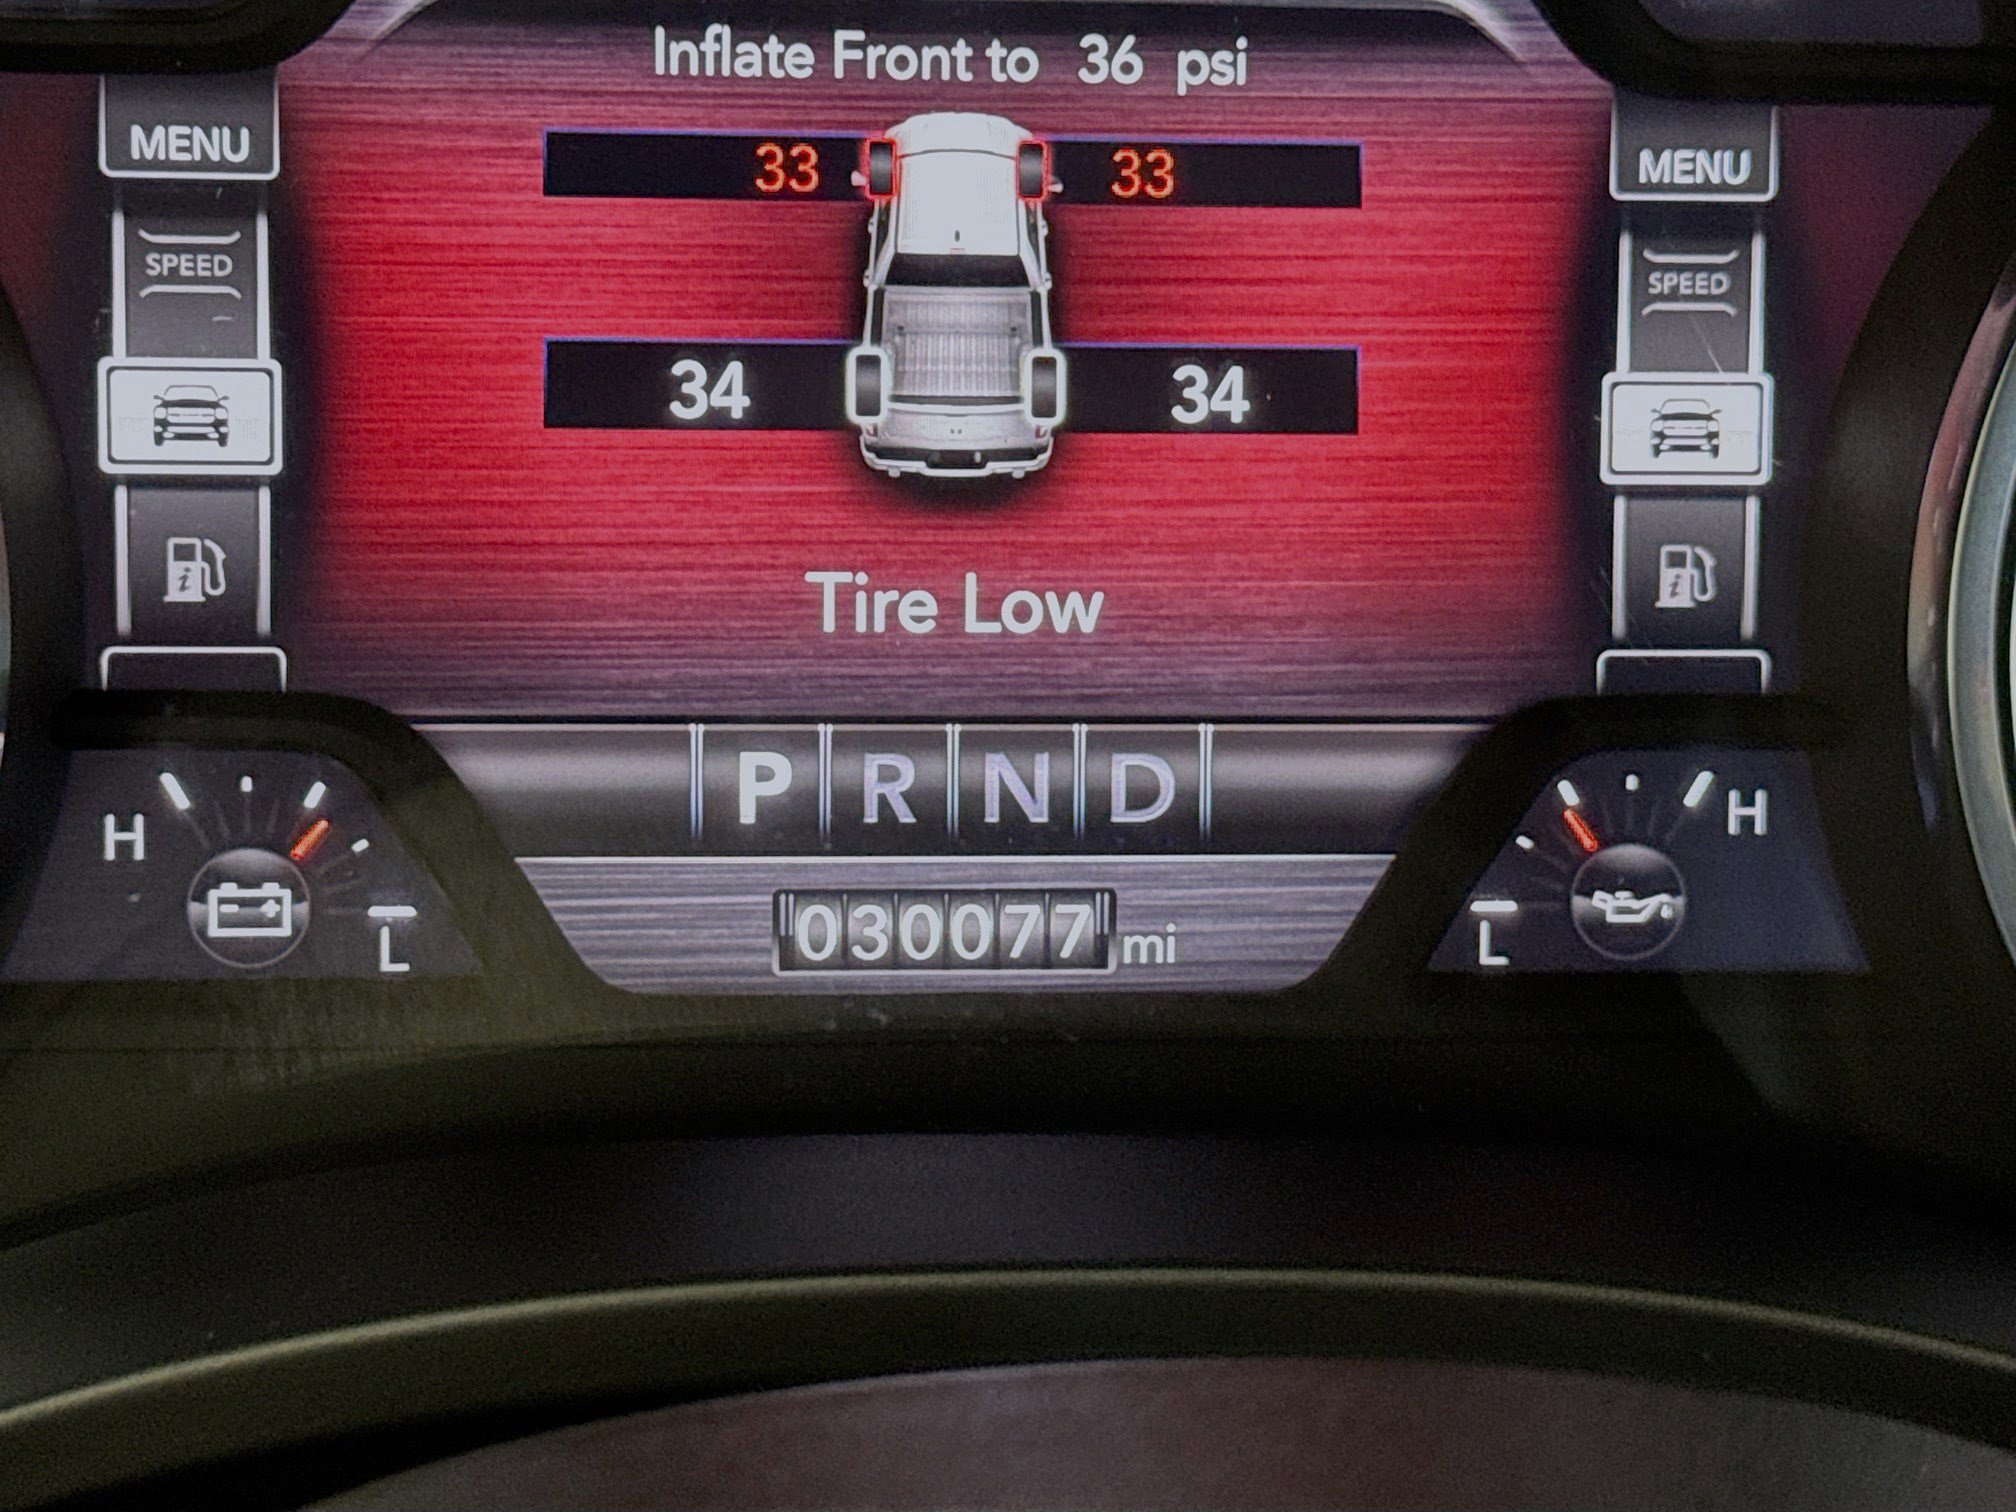 Inflate Front to 36 psi
MENU
33
33
MENU
SPEED
SPEED
34
34
Tire Low
P R N D
H
H
L
030077 mi
L